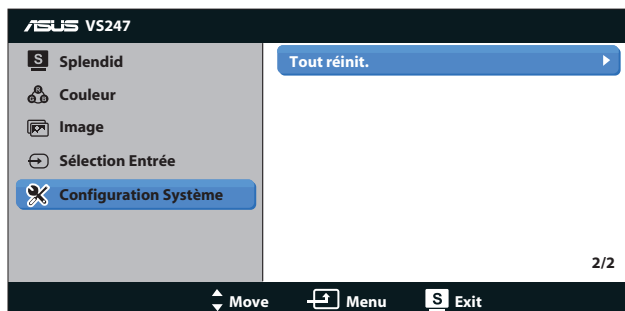 ASUS VS247
S Splendid
Couleur
Image
Sélection Entrée
Configuration Système
Tout réinit.
2/2
Move Menu S Exit